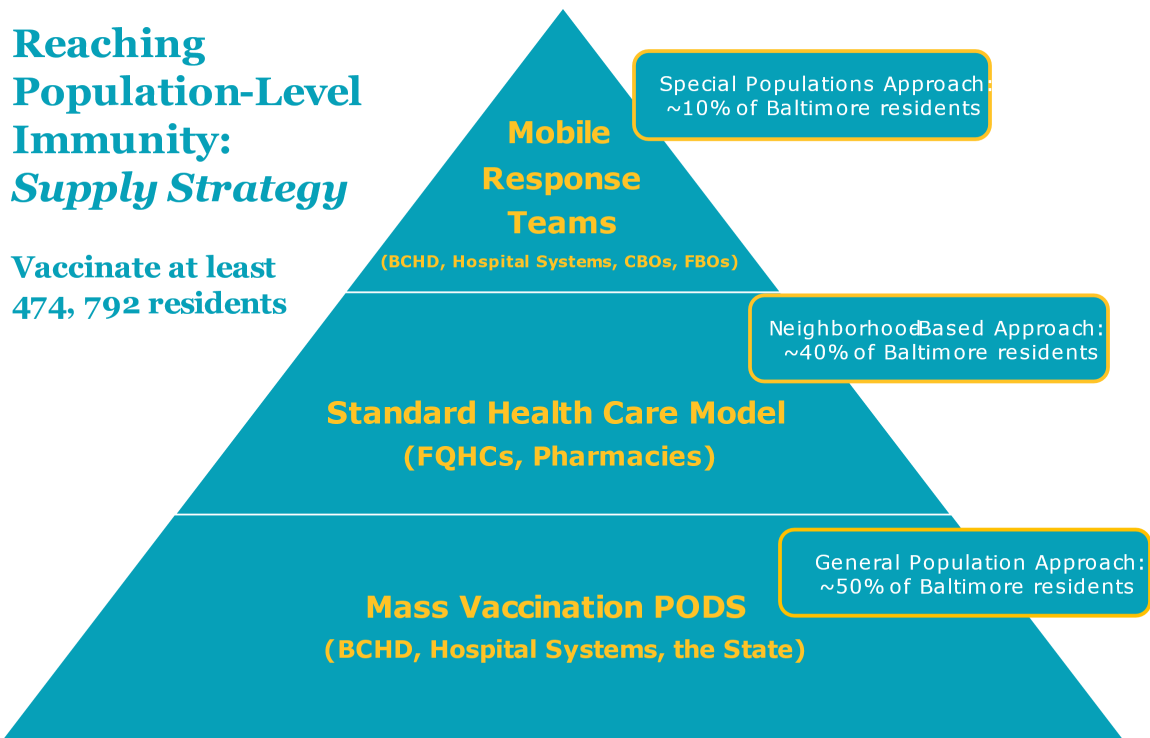 Reaching
Population-Level
Immunity:
Supply Strategy
Vaccinate at least
474, 792 residents
Special Populations Approach:
~10% of Baltimore residents
Mobile
Response
Teams
(BCHD, Hospital Systems, CBOs, FBOs)
Neighborhood-Based Approach:
~40% of Baltimore residents
Standard Health Care Model
(FQHCs, Pharmacies)
General Population Approach:
~50% of Baltimore residents
Mass Vaccination PODS
(BCHD, Hospital Systems, the State)